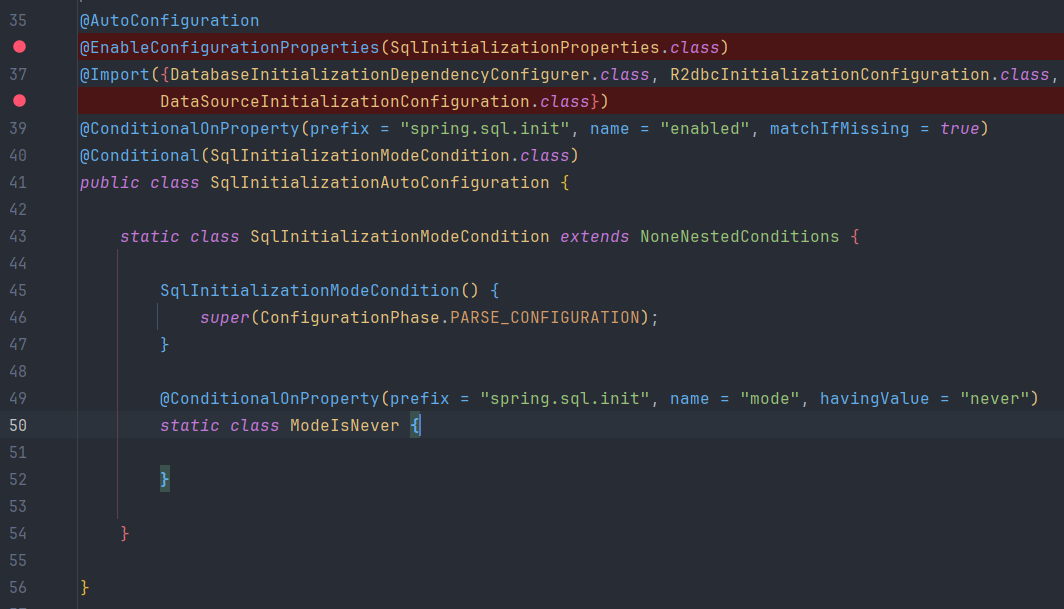 35 @AutoConfiguration
@EnableConfigurationProperties(SqlInitializationProperties.class)
37 @Import({DatabaseInitializationDependencyConfigurer.class, R2dbcInitializationConfiguration.class,
DataSourceInitializationConfiguration.class})
39 @ConditionalOnProperty(prefix = "spring.sql.init", name = "enabled", matchIfMissing = true)
40 @Conditional(SqlInitializationModeCondition.class)
41 public class SqlInitializationAutoConfiguration {
42
43 static class SqlInitializationModeCondition extends NoneNestedConditions {
44
45 SqlInitializationModeCondition() {
46 super(ConfigurationPhase.PARSE_CONFIGURATION);
47 }
48
49 @ConditionalOnProperty(prefix = "spring.sql.init", name = "mode", havingValue = "never")
50 static class ModeIsNever {
51
52 }
53
54 }
55
56 }